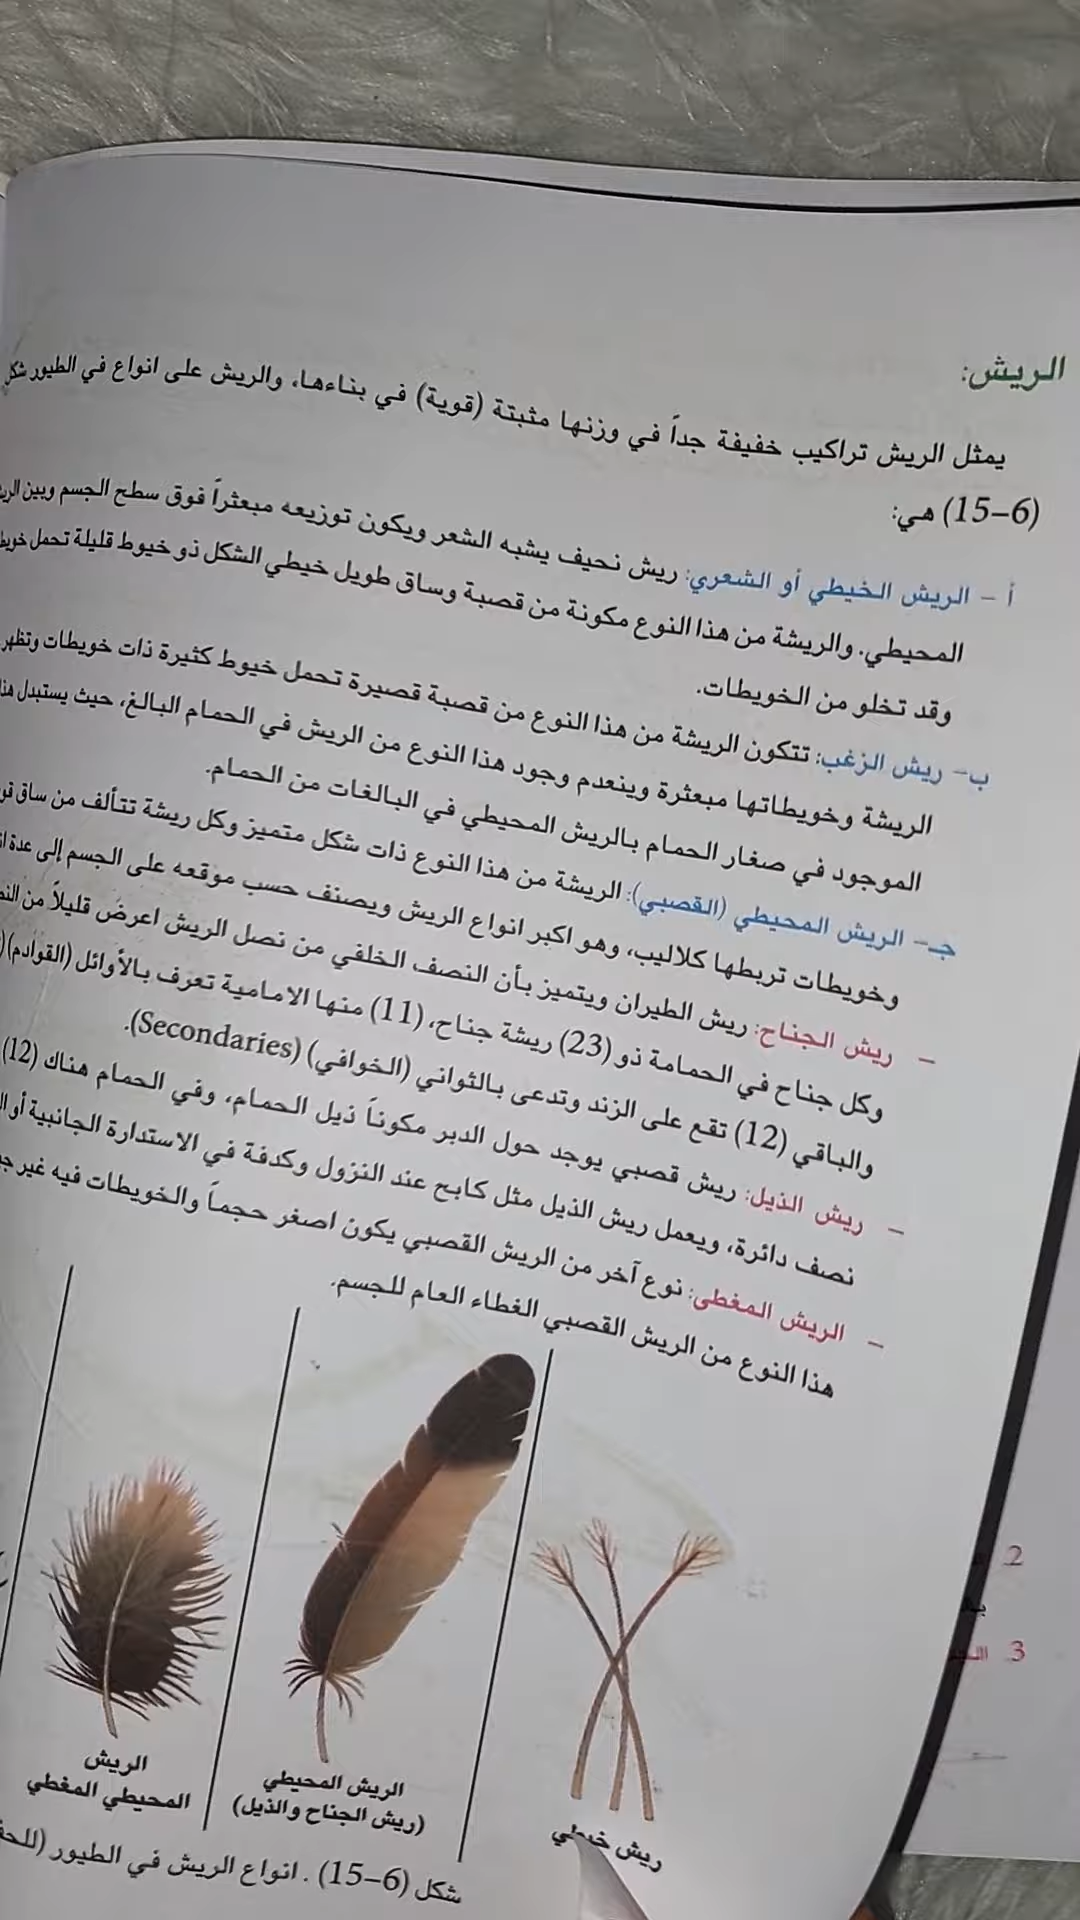 الريش:
يمثل الريش تراكيب خفيفة جداً في وزنها مثبتة (قوية) في بناءها، والريش على انواع في الطيور شكل
(6-15) هي:
أ - الريش الخيطي أو الشعري: ريش نحيف يشبه الشعر ويكون توزيعه مبعثراً فوق سطح الجسم وبين
المحيطي. والريشة من هذا النوع مكونة من قصبة وساق طويل خيطي الشكل ذو خيوط قليلة تحمل
وقد تخلو من الخويطات.
ب- ريش الزغب: تتكون الريشة من هذا النوع من قصبة قصيرة تحمل خيوط كثيرة ذات خويطات وتظهر
الريشة وخويطاتها مبعثرة وينعدم وجود هذا النوع من الريش في الحمام البالغ، حيث يستبدل
الموجود في صغار الحمام بالريش المحيطي في البالغات من الحمام.
جـ- الريش المحيطي (القصبي): الريشة من هذا النوع ذات شكل متميز وكل ريشة تتألف من ساق
وخويطات تربطها كلاليب، وهو اكبر انواع الريش ويصنف حسب موقعه على الجسم إلى عدة
- ريش الجناح: ريش الطيران ويتميز بأن النصف الخلفي من نصل الريش اعرض قليلاً من
وكل جناح في الحمامة ذو (23) ريشة جناح، (11) منها الامامية تعرف بالأوائل (القوادم)
والباقي (12) تقع على الزند وتدعى بالثواني (الخوافي) (Secondaries).
- ريش الذيل: ريش قصبي يوجد حول الدبر مكوناً ذيل الحمام، وفي الحمام هناك (12)
نصف دائرة، ويعمل ريش الذيل مثل كابح عند النزول وكدفة في الاستدارة الجانبية أو
- الريش المغطي: نوع آخر من الريش القصبي يكون اصغر حجماً والخويطات فيه غير
هذا النوع من الريش القصبي الغطاء العام للجسم.
ريش خيطي
الريش المحيطي
(ريش الجناح والذيل)
الريش
المحيطي المغطي
شكل (6-15) . انواع الريش في الطيور
2
3